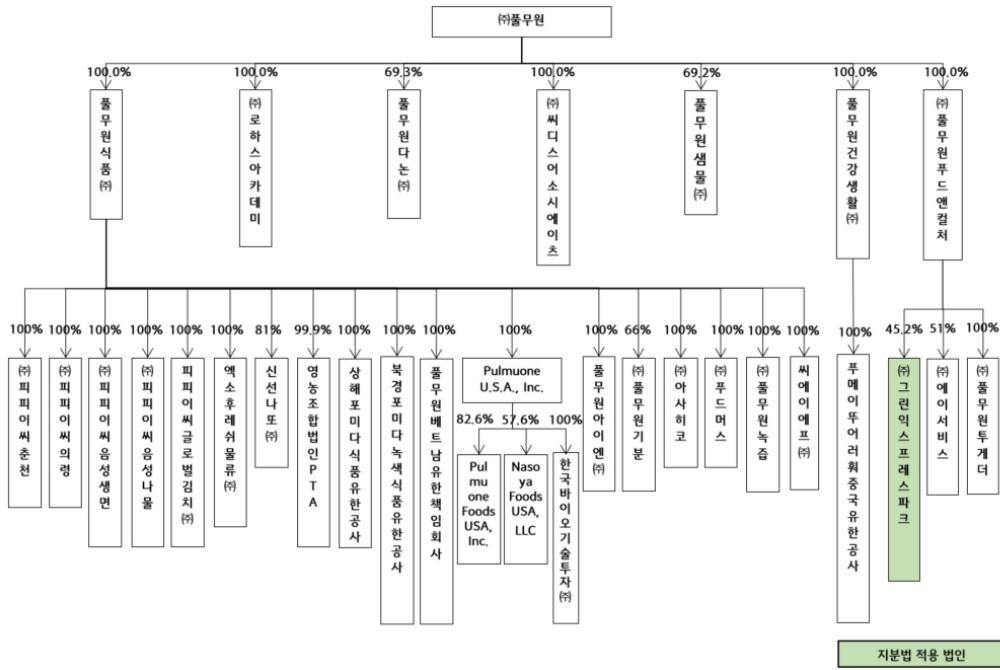 ㈜풀무원
100.0%
100.0%
69.3%
100.0%
69.2%
100.0%
100.0%
풀무원식품㈜
㈜로하스아카데미
풀무원다논㈜
㈜씨디스어소시에이츠
풀무원샘물㈜
풀무원건강생활㈜
㈜풀무원푸드앤컬처
100%
100%
100%
100%
100%
100%
81%
99.9%
100%
100%
100%
100%
100%
66%
100%
100%
100%
100%
100%
45.2%
51%
100%
㈜피피이씨춘천
㈜피피이씨의령
㈜피피이씨음성생면
㈜피피이씨음성나물
피피이씨글로벌김치㈜
엑소후레쉬물류㈜
신선나또㈜
영농조합법인PTA
상해포미다식품유한공사
북경포미다녹색식품유한공사
풀무원베트남유한책임회사
Pulmuone
U.S.A., Inc.
82.6%
57.6%
100%
Pul
mu
one
Foods
USA,
Inc.
Naso
ya
Foods
USA,
LLC
한국바이오기술투자㈜
풀무원아이엔㈜
㈜풀무원기분
㈜아사히코
㈜푸드머스
㈜풀무원녹즙
씨에이에프㈜
푸메이뚜어러훠중국유한공사
㈜그린익스프레스파크
㈜에이서비스
㈜풀무원투게더
지분법 적용 법인